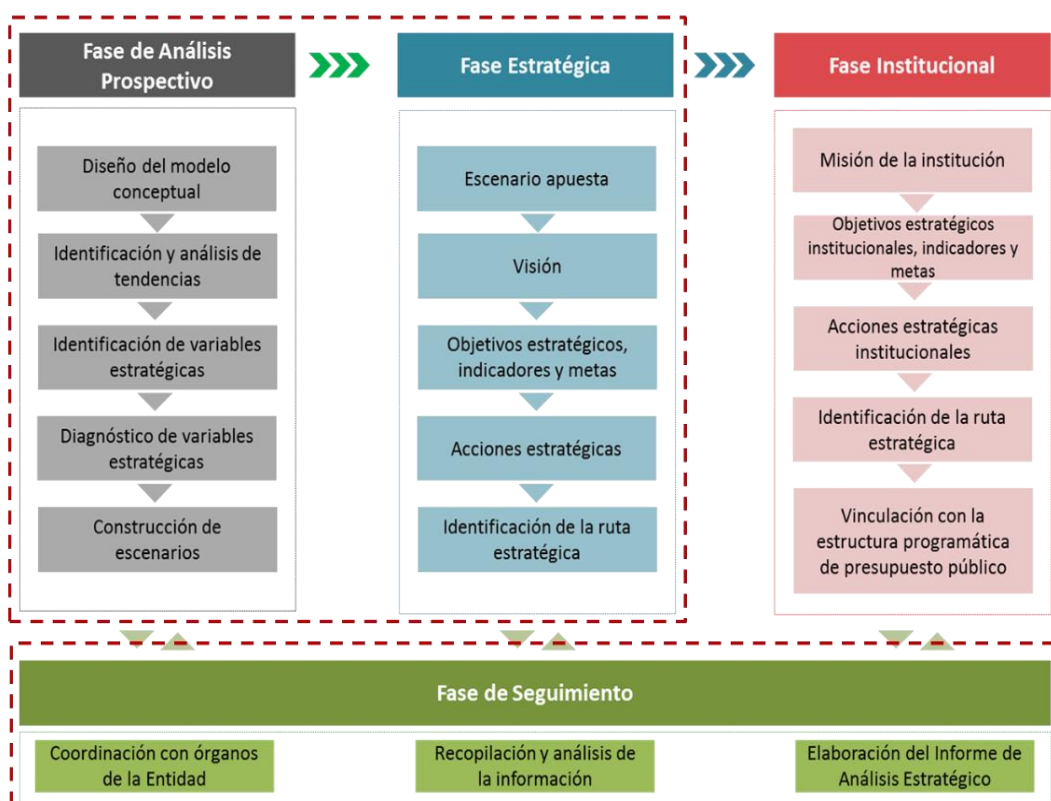 Fase de Análisis
Prospectivo
Diseño del modelo
conceptual
Identificación y análisis de
tendencias
Identificación de variables
estratégicas
Diagnóstico de variables
estratégicas
Construcción de
escenarios
Fase Estratégica
Escenario apuesta
Visión
Objetivos estratégicos,
indicadores y metas
Acciones estratégicas
Identificación de la ruta
estratégica
Fase Institucional
Misión de la institución
Objetivos estratégicos
institucionales, indicadores y
metas
Acciones estratégicas
institucionales
Identificación de la ruta
estratégica
Vinculación con la
estructura programática
de presupuesto público
Fase de Seguimiento
Coordinación con órganos
de la Entidad
Recopilación y análisis de
la información
Elaboración del Informe de
Análisis Estratégico